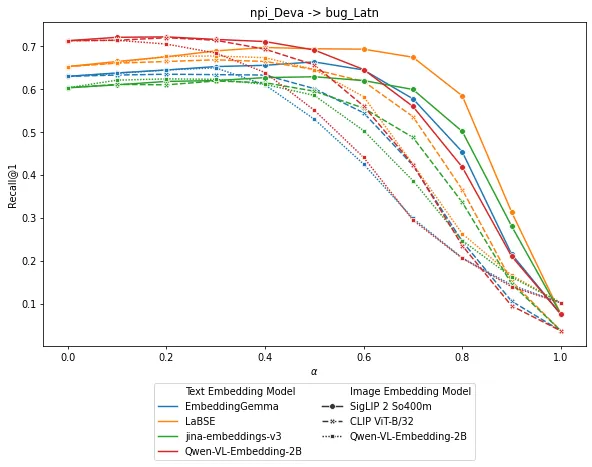 npi_Deva -> bug_Latn
Recall@1
0.7
0.6
0.5
0.4
0.3
0.2
0.1
0.0 0.2 0.4 0.6 0.8 1.0
α
Text Embedding Model
EmbeddingGemma
LaBSE
jina-embeddings-v3
Qwen-VL-Embedding-2B
Image Embedding Model
SigLIP 2 So400m
CLIP ViT-B/32
Qwen-VL-Embedding-2B